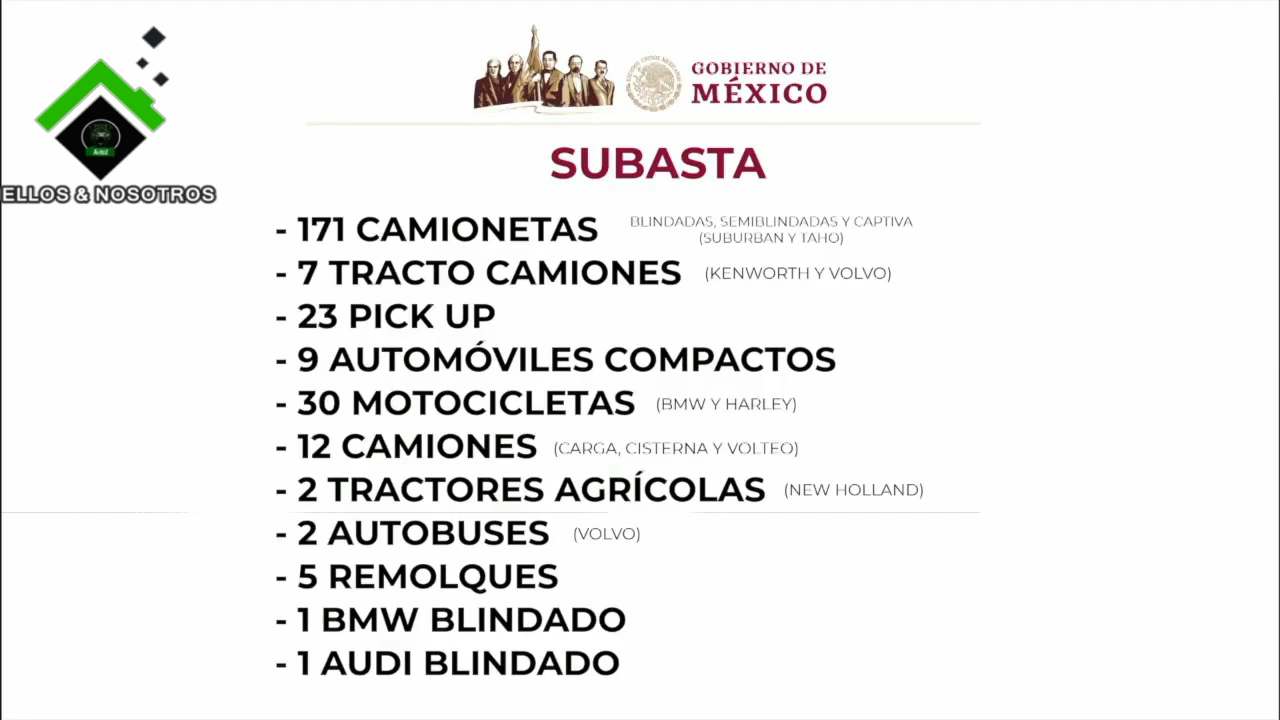 GOBIERNO DE
MÉXICO
ELLOS & NOSOTROS
SUBASTA
- 171 CAMIONETAS BLINDADAS, SEMIBLINDADAS Y CAPTIVA
(SUBURBAN Y TAHO)
- 7 TRACTO CAMIONES (KENWORTH Y VOLVO)
- 23 PICK UP
- 9 AUTOMÓVILES COMPACTOS
- 30 MOTOCICLETAS (BMW Y HARLEY)
- 12 CAMIONES (CARGA, CISTERNA Y VOLTEO)
- 2 TRACTORES AGRÍCOLAS (NEW HOLLAND)
- 2 AUTOBUSES (VOLVO)
- 5 REMOLQUES
- 1 BMW BLINDADO
- 1 AUDI BLINDADO